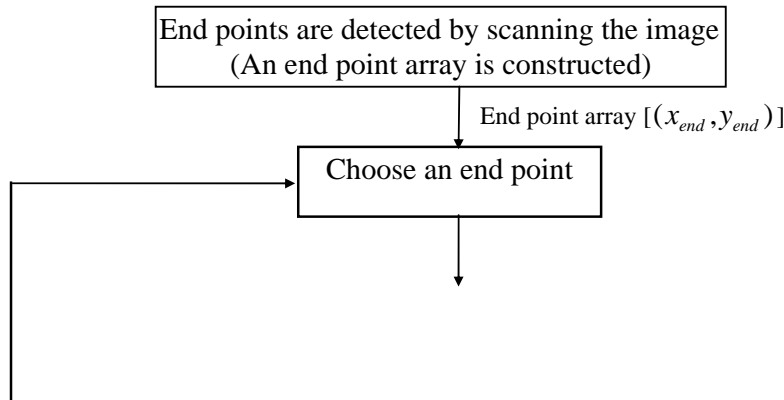 End points are detected by scanning the image
(An end point array is constructed)
End point array [(x_end, y_end)]
Choose an end point